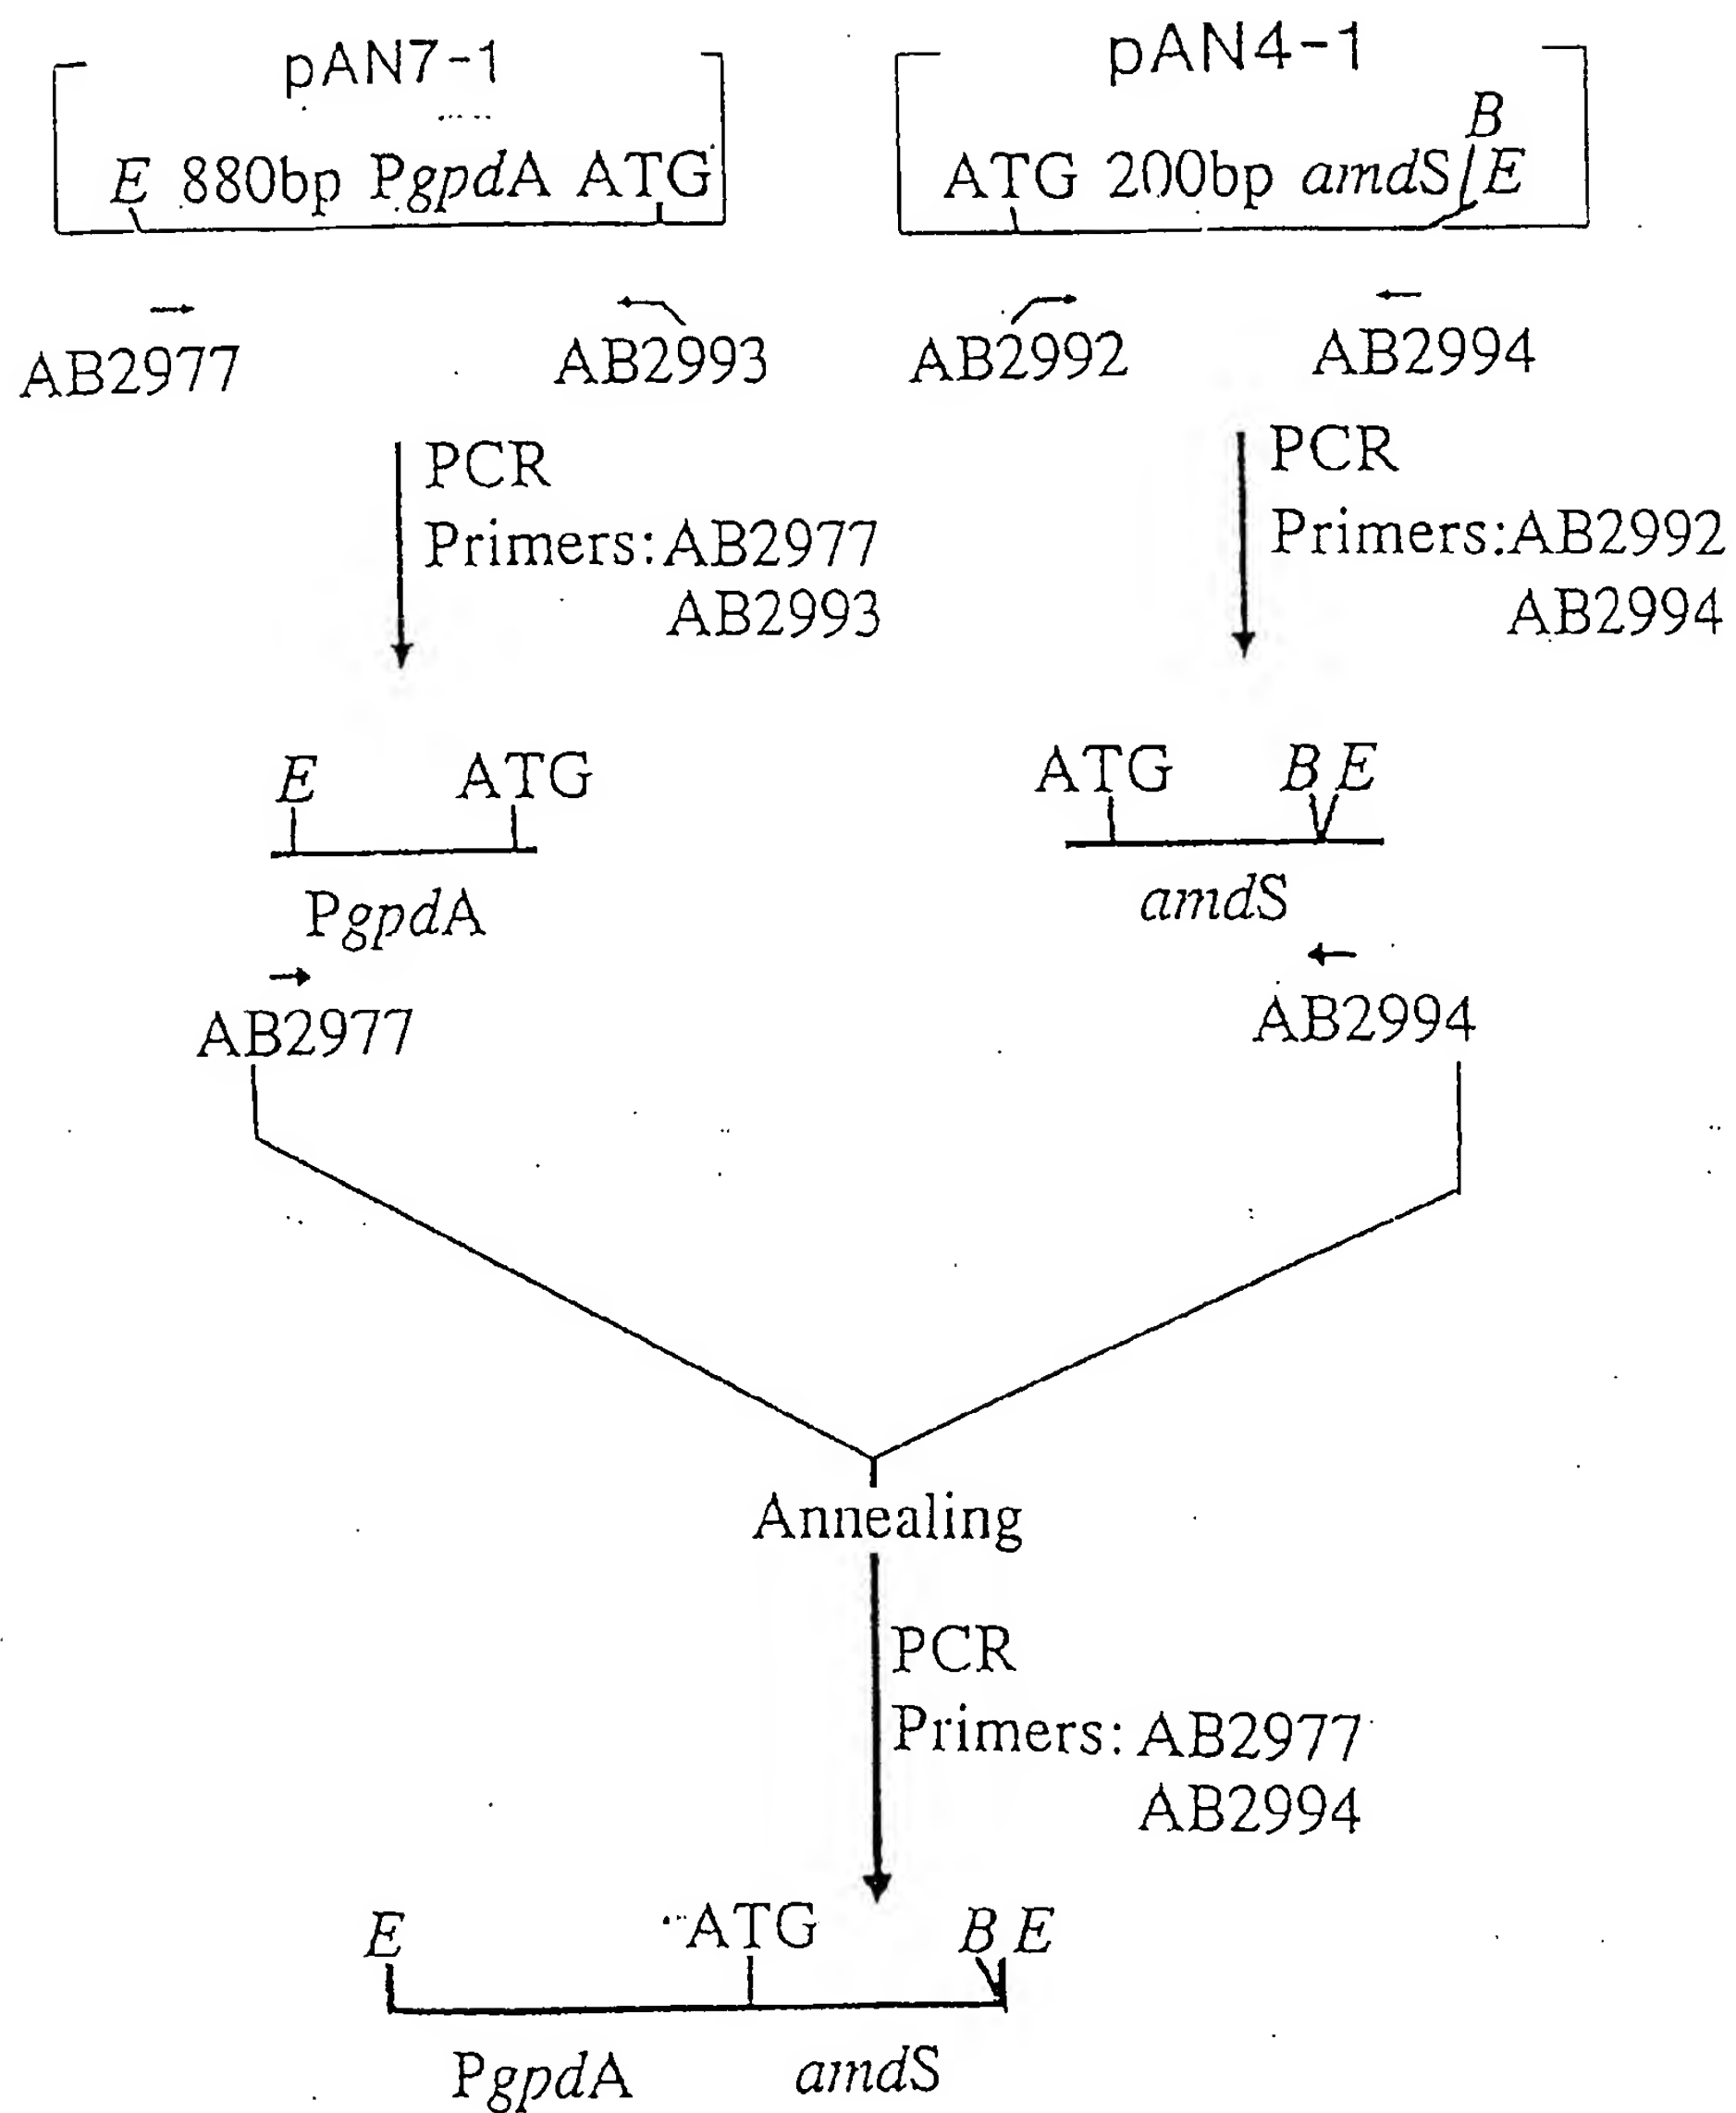 pAN7-1
E 880bp PgpdA ATG
pAN4-1
B
ATG 200bp amdS E
AB2977
AB2993
AB2992
AB2994
PCR
Primers: AB2977
AB2993
PCR
Primers: AB2992
AB2994
E ATG
PgpdA
AB2977
ATG B E
amdS
AB2994
Annealing
PCR
Primers: AB2977
AB2994
E ATG B E
PgpdA amdS